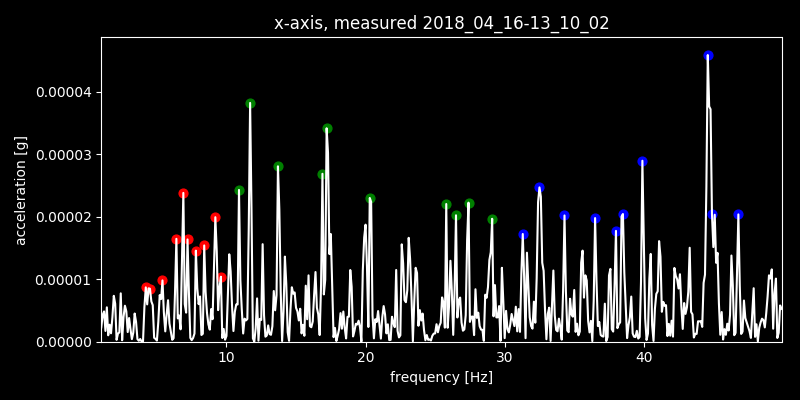 x-axis, measured 2018_04_16-13_10_02
acceleration [g]
0.00004
0.00003
0.00002
0.00001
0.00000
10 20 30 40
frequency [Hz]